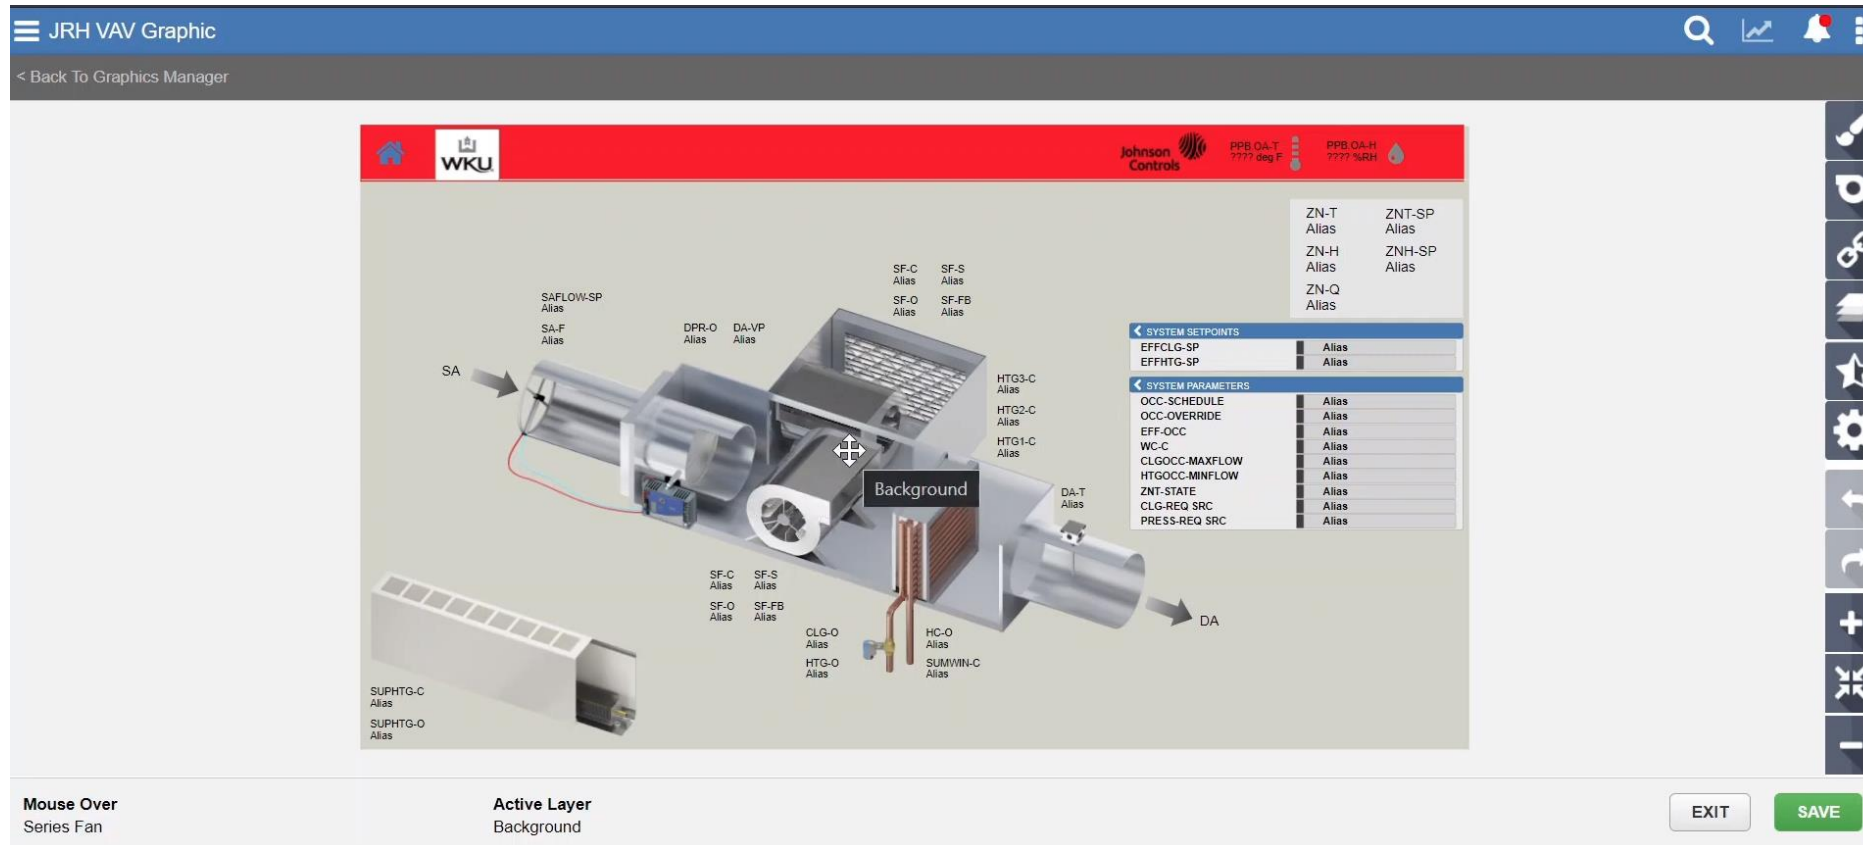 JRH VAV Graphic
< Back To Graphics Manager
WKU
Johnson
Controls
PPB.OA-T
???? deg F
PPB.OA-H
???? %RH
ZN-T
Alias
ZNT-SP
Alias
ZN-H
Alias
ZNH-SP
Alias
ZN-Q
Alias
SF-C
Alias
SF-S
Alias
SF-O
Alias
SF-FB
Alias
SAFLOW-SP
Alias
SA-F
Alias
DPR-O
Alias
DA-VP
Alias
SA
SYSTEM SETPOINTS
EFFCLG-SP Alias
EFFHTG-SP Alias
SYSTEM PARAMETERS
OCC-SCHEDULE Alias
OCC-OVERRIDE Alias
EFF-OCC Alias
WC-C Alias
CLGOCC-MAXFLOW Alias
HTGOCC-MINFLOW Alias
ZNT-STATE Alias
CLG-REQ SRC Alias
PRESS-REQ SRC Alias
HTG3-C
Alias
HTG2-C
Alias
HTG1-C
Alias
Background
DA-T
Alias
SF-C
Alias
SF-S
Alias
SF-O
Alias
SF-FB
Alias
DA
CLG-O
Alias
HTG-O
Alias
HC-O
Alias
SUMWIN-C
Alias
SUPHTG-C
Alias
SUPHTG-O
Alias
Mouse Over
Series Fan
Active Layer
Background
EXIT
SAVE